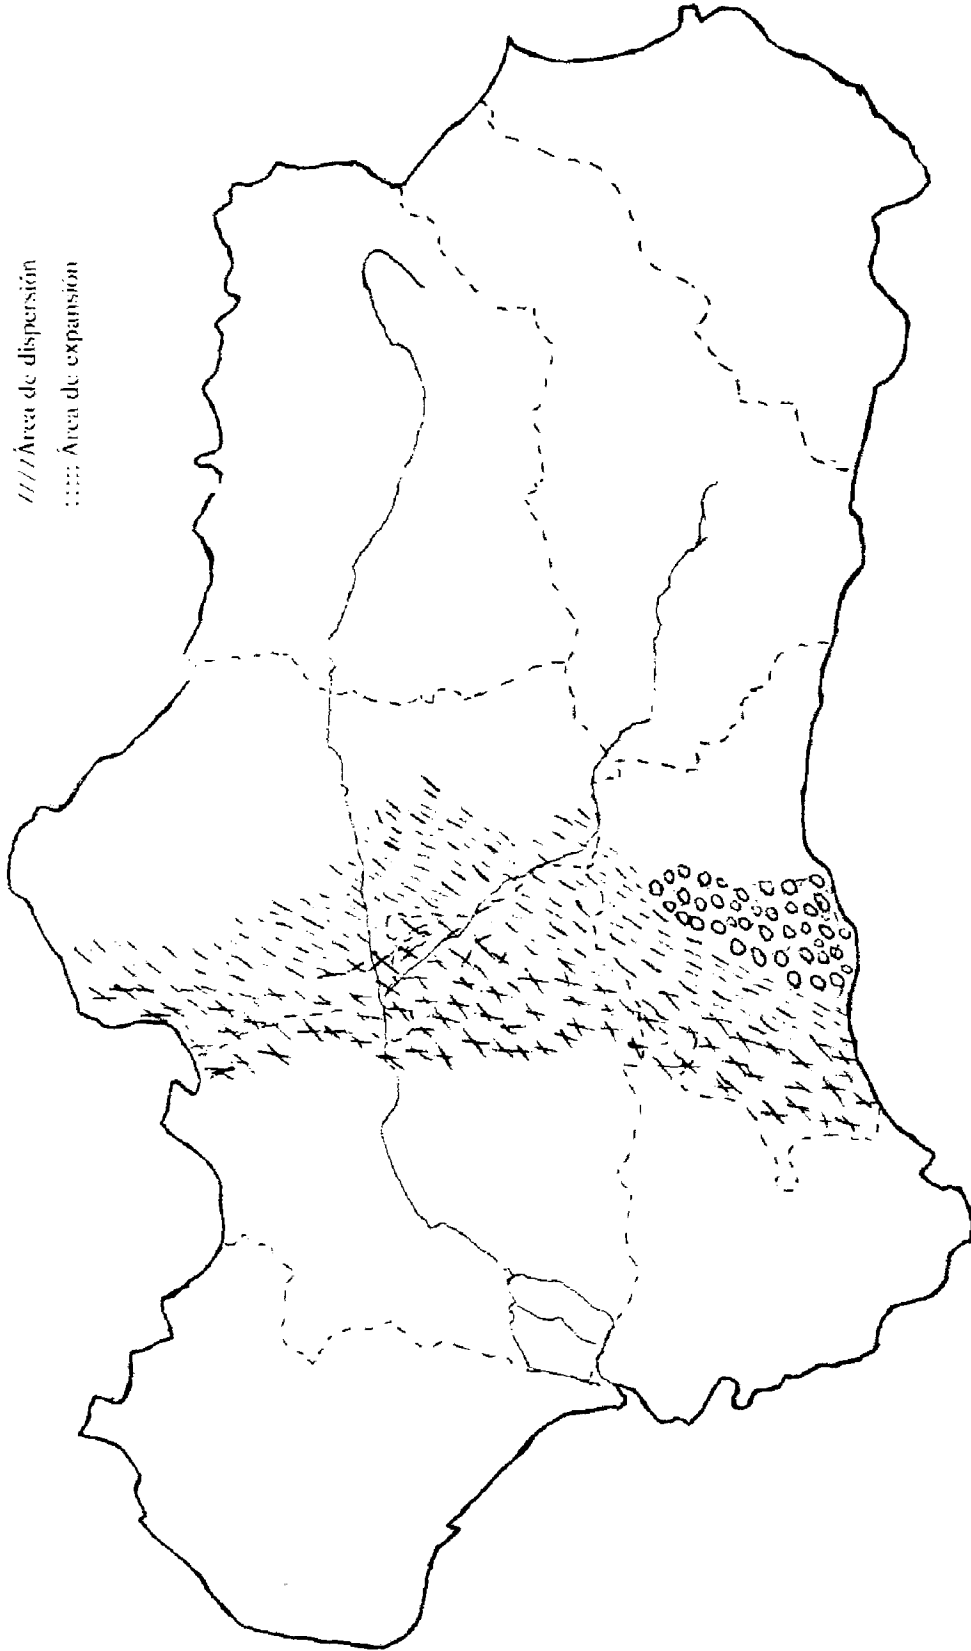 //// Área de dispersión
::::: Área de expansión